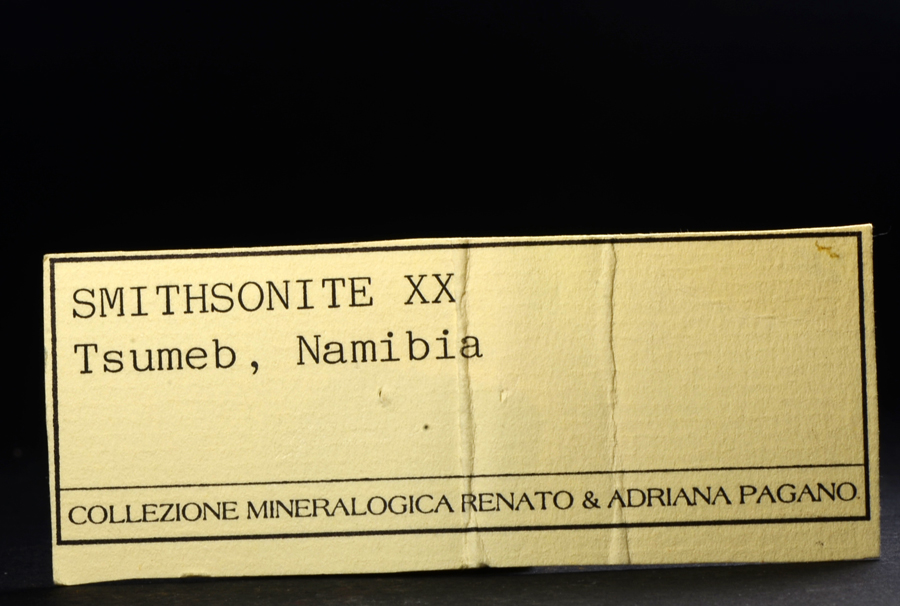 SMITHSONITE XX
Tsumeb, Namibia
COLLEZIONE MINERALOGICA RENATO & ADRIANA PAGANO